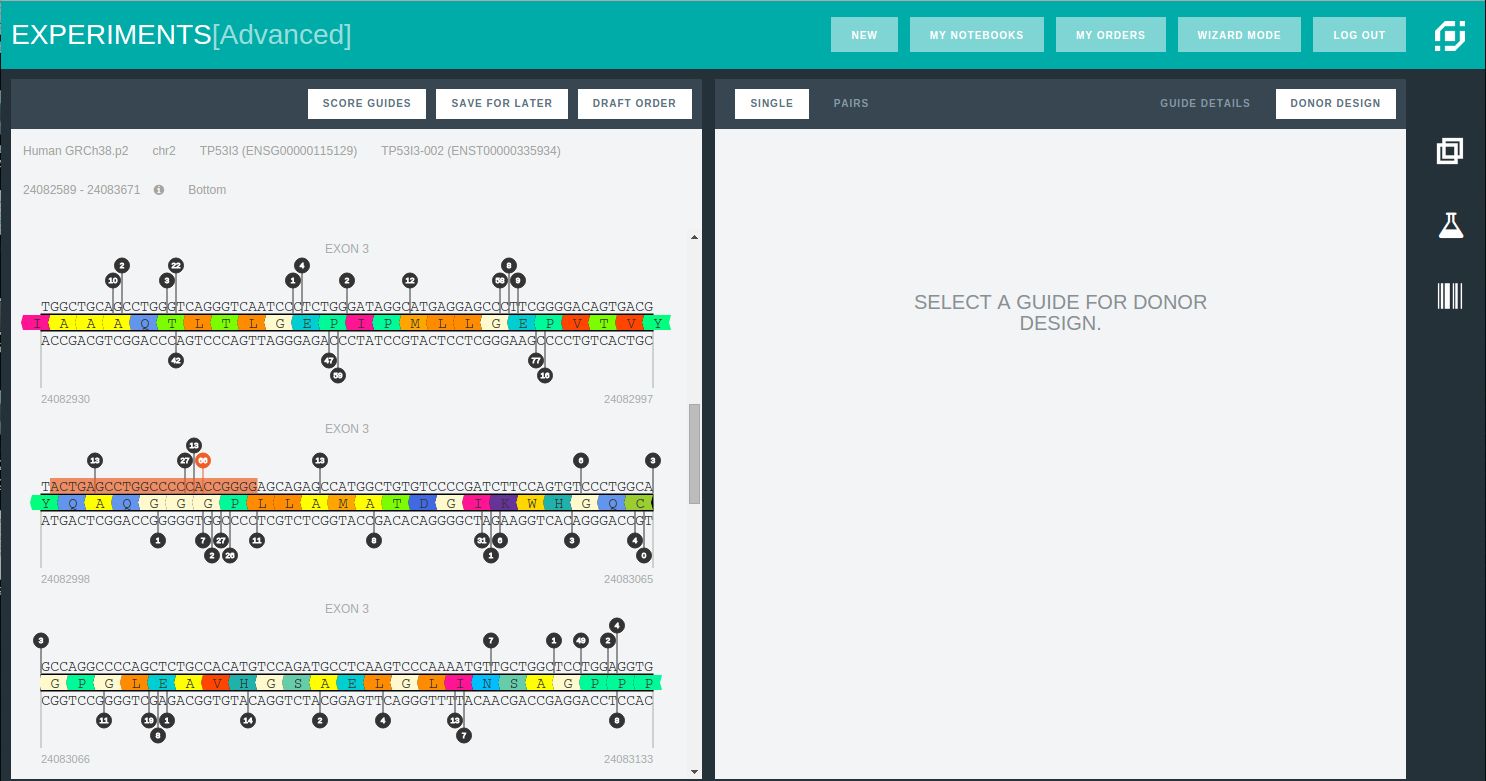 EXPERIMENTS[Advanced]
NEW
MY NOTEBOOKS
MY ORDERS
WIZARD MODE
LOG OUT
SCORE GUIDES
SAVE FOR LATER
DRAFT ORDER
SINGLE
PAIRS
GUIDE DETAILS
DONOR DESIGN
Human GRCh38.p2 chr2 TP53I3 (ENSG00000115129) TP53I3-002 (ENST00000335934)
24082589 - 24083671 Bottom
EXON 3
2 22 4 8
10 3 1 2 12 59 9
TGGCTGCAGCCTGGGTCAGGGTCAATCCCTCTGGGATAGGCATGAGGAGCCCTTCGGGGACAGTGACG
I A A A Q T L T L G E P I P M L L G E P V T V Y
ACCGACGTCGGACCCAGTCCCAGTTAGGGAGACCCTATCCGTACTCCTCGGGAAGCCCCTGTCACTGC
42 47 77
59 16
24082930 24082997
EXON 3
13
13 27 66 13 6 3
TACTGAGCCTGGCCCCCACCGGGGAGCAGAGCCATGGCTGTGTCCCCGATCTTCCAGTGTCCCTGGCA
Y Q A Q G G G P L L A M A T D G I K W H G Q C
ATGACTCGGACCGGGGGTGGCCCCTCGTCTCGGTACCGACACAGGGGCTAGAAGGTCACAGGGACCGT
1 7 27 11 8 31 6 3 4
2 26 1 0
24082998 24083065
EXON 3
4
3 7 1 49 2
GCCAGGCCCCAGCTCTGCCACATGTCCAGATGCCTCAAGTCCCAAAATGTTGCTGGCTCCTGGAGGTG
G P G L E A V H G S A E L G L I N S A G P P P
CGGTCCGGGGTCGAGACGGTGTACAGGTCTACGGAGTTCAGGGTTTTACAACGACCGAGGACCTCCAC
11 19 1 14 2 4 13 8
8 7
24083066 24083133
SELECT A GUIDE FOR DONOR
DESIGN.